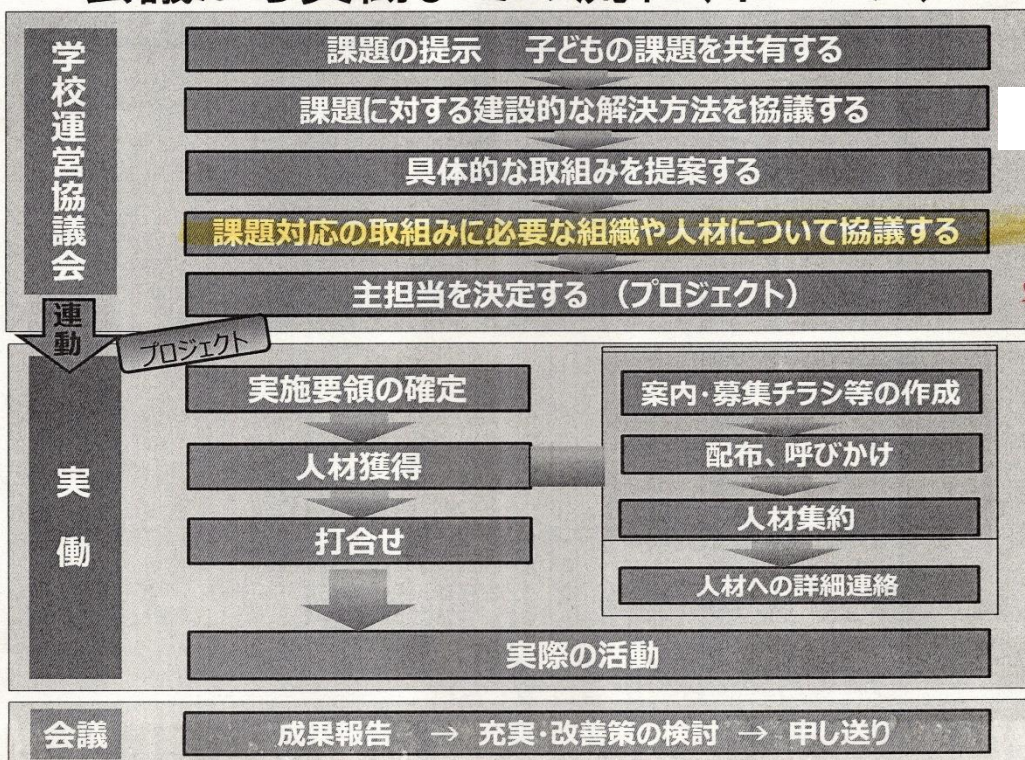 学校運営協議会
課題の提示　子どもの課題を共有する
課題に対する建設的な解決方法を協議する
具体的な取組みを提案する
課題対応の取組みに必要な組織や人材について協議する
主担当を決定する （プロジェクト）
連動
プロジェクト
実働
実施要領の確定
人材獲得
打合せ
案内・募集チラシ等の作成
配布、呼びかけ
人材集約
人材への詳細連絡
実際の活動
会議
成果報告　→ 充実・改善策の検討 → 申し送り